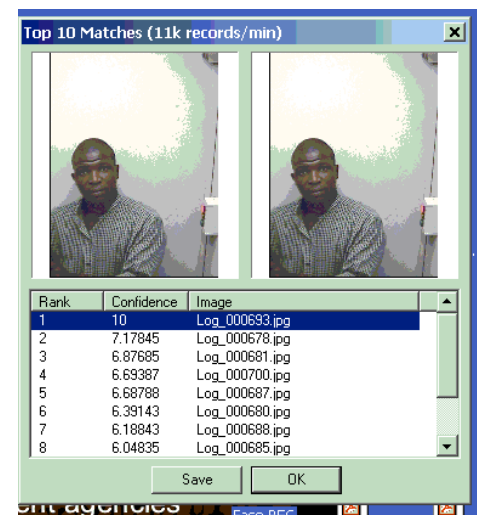 Top 10 Matches (11k records/min)
Rank Confidence Image
1 10 Log_000693.jpg
2 7.17845 Log_000678.jpg
3 6.87685 Log_000681.jpg
4 6.69387 Log_000700.jpg
5 6.68788 Log_000687.jpg
6 6.39143 Log_000680.jpg
7 6.18843 Log_000688.jpg
8 6.04835 Log_000685.jpg
Save OK
agencies